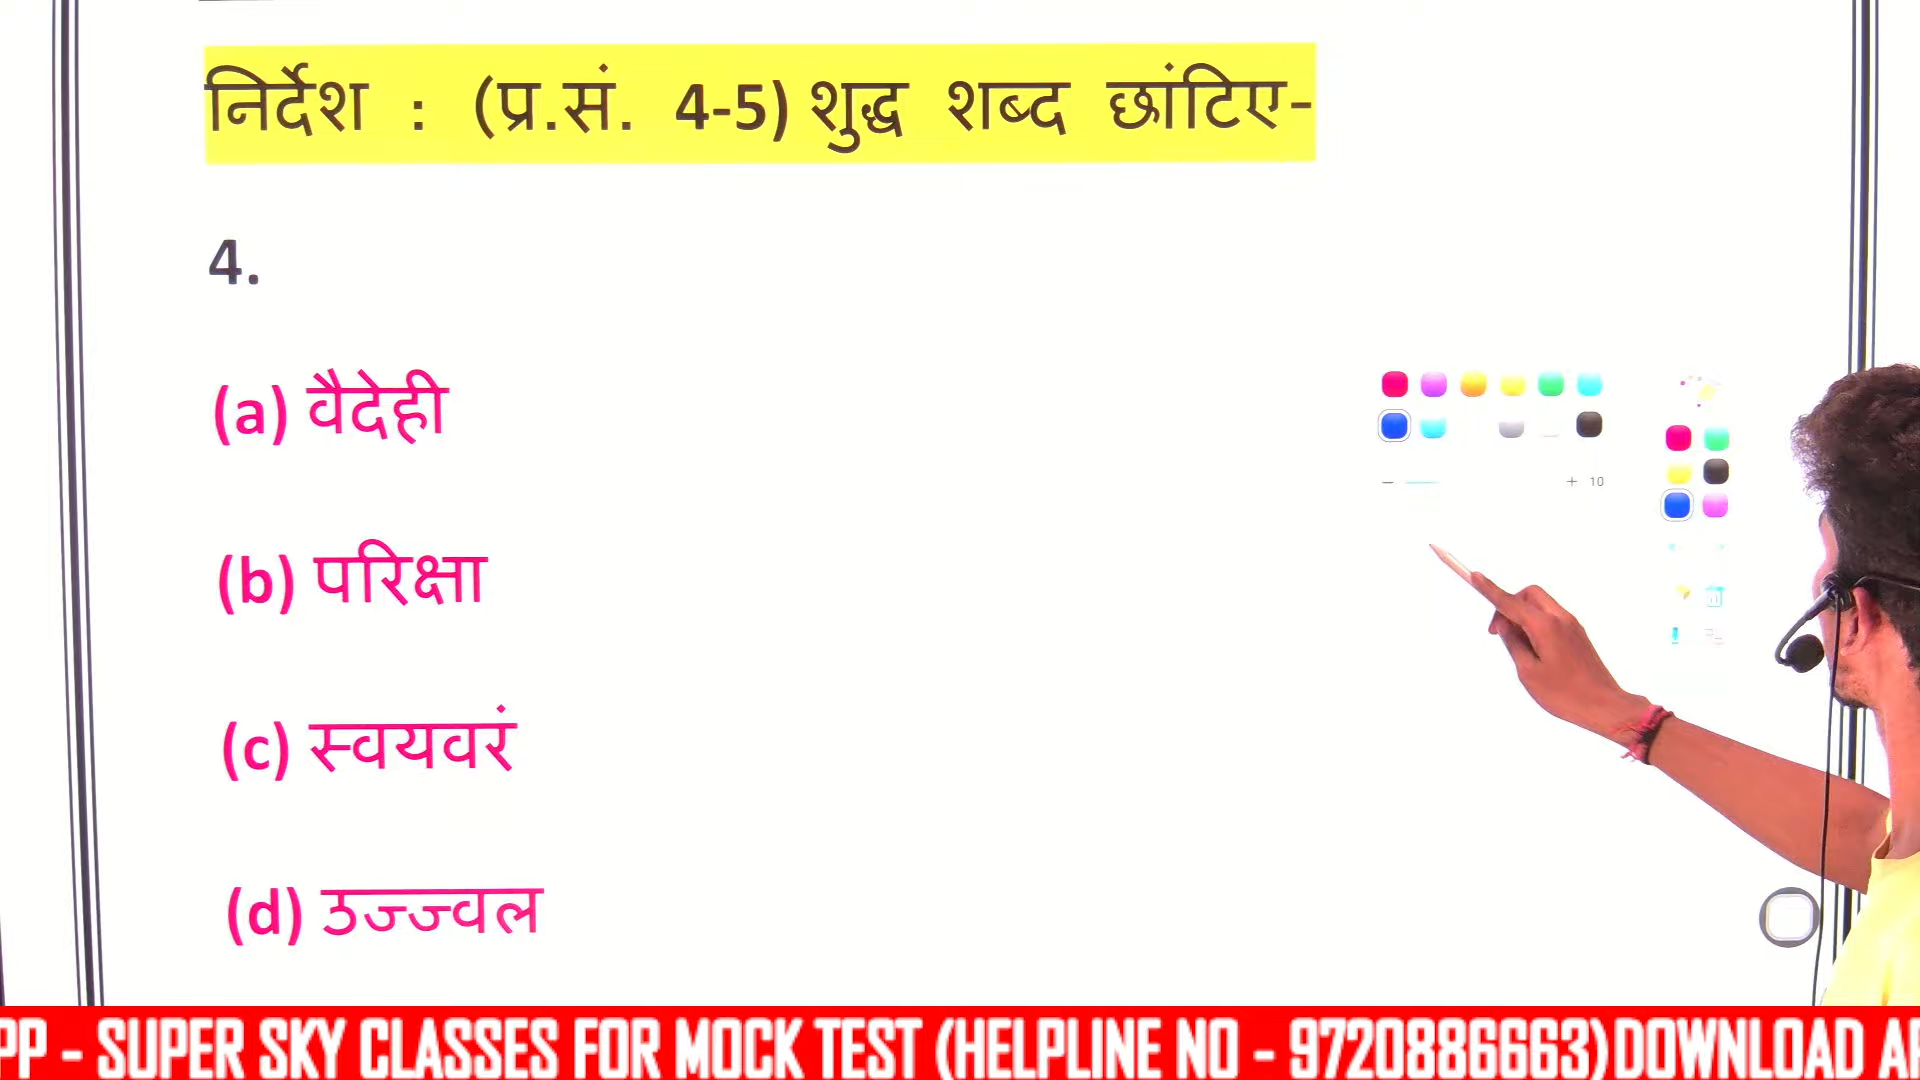 निर्देश : (प्र.सं. 4-5) शुद्ध शब्द छांटिए-
4.
(a) वैदेही
(b) परिक्षा
(c) स्वयवरं
(d) उज्ज्वल
+ 10
PP - SUPER SKY CLASSES FOR MOCK TEST (HELPLINE NO - 9720886663)DOWNLOAD AP